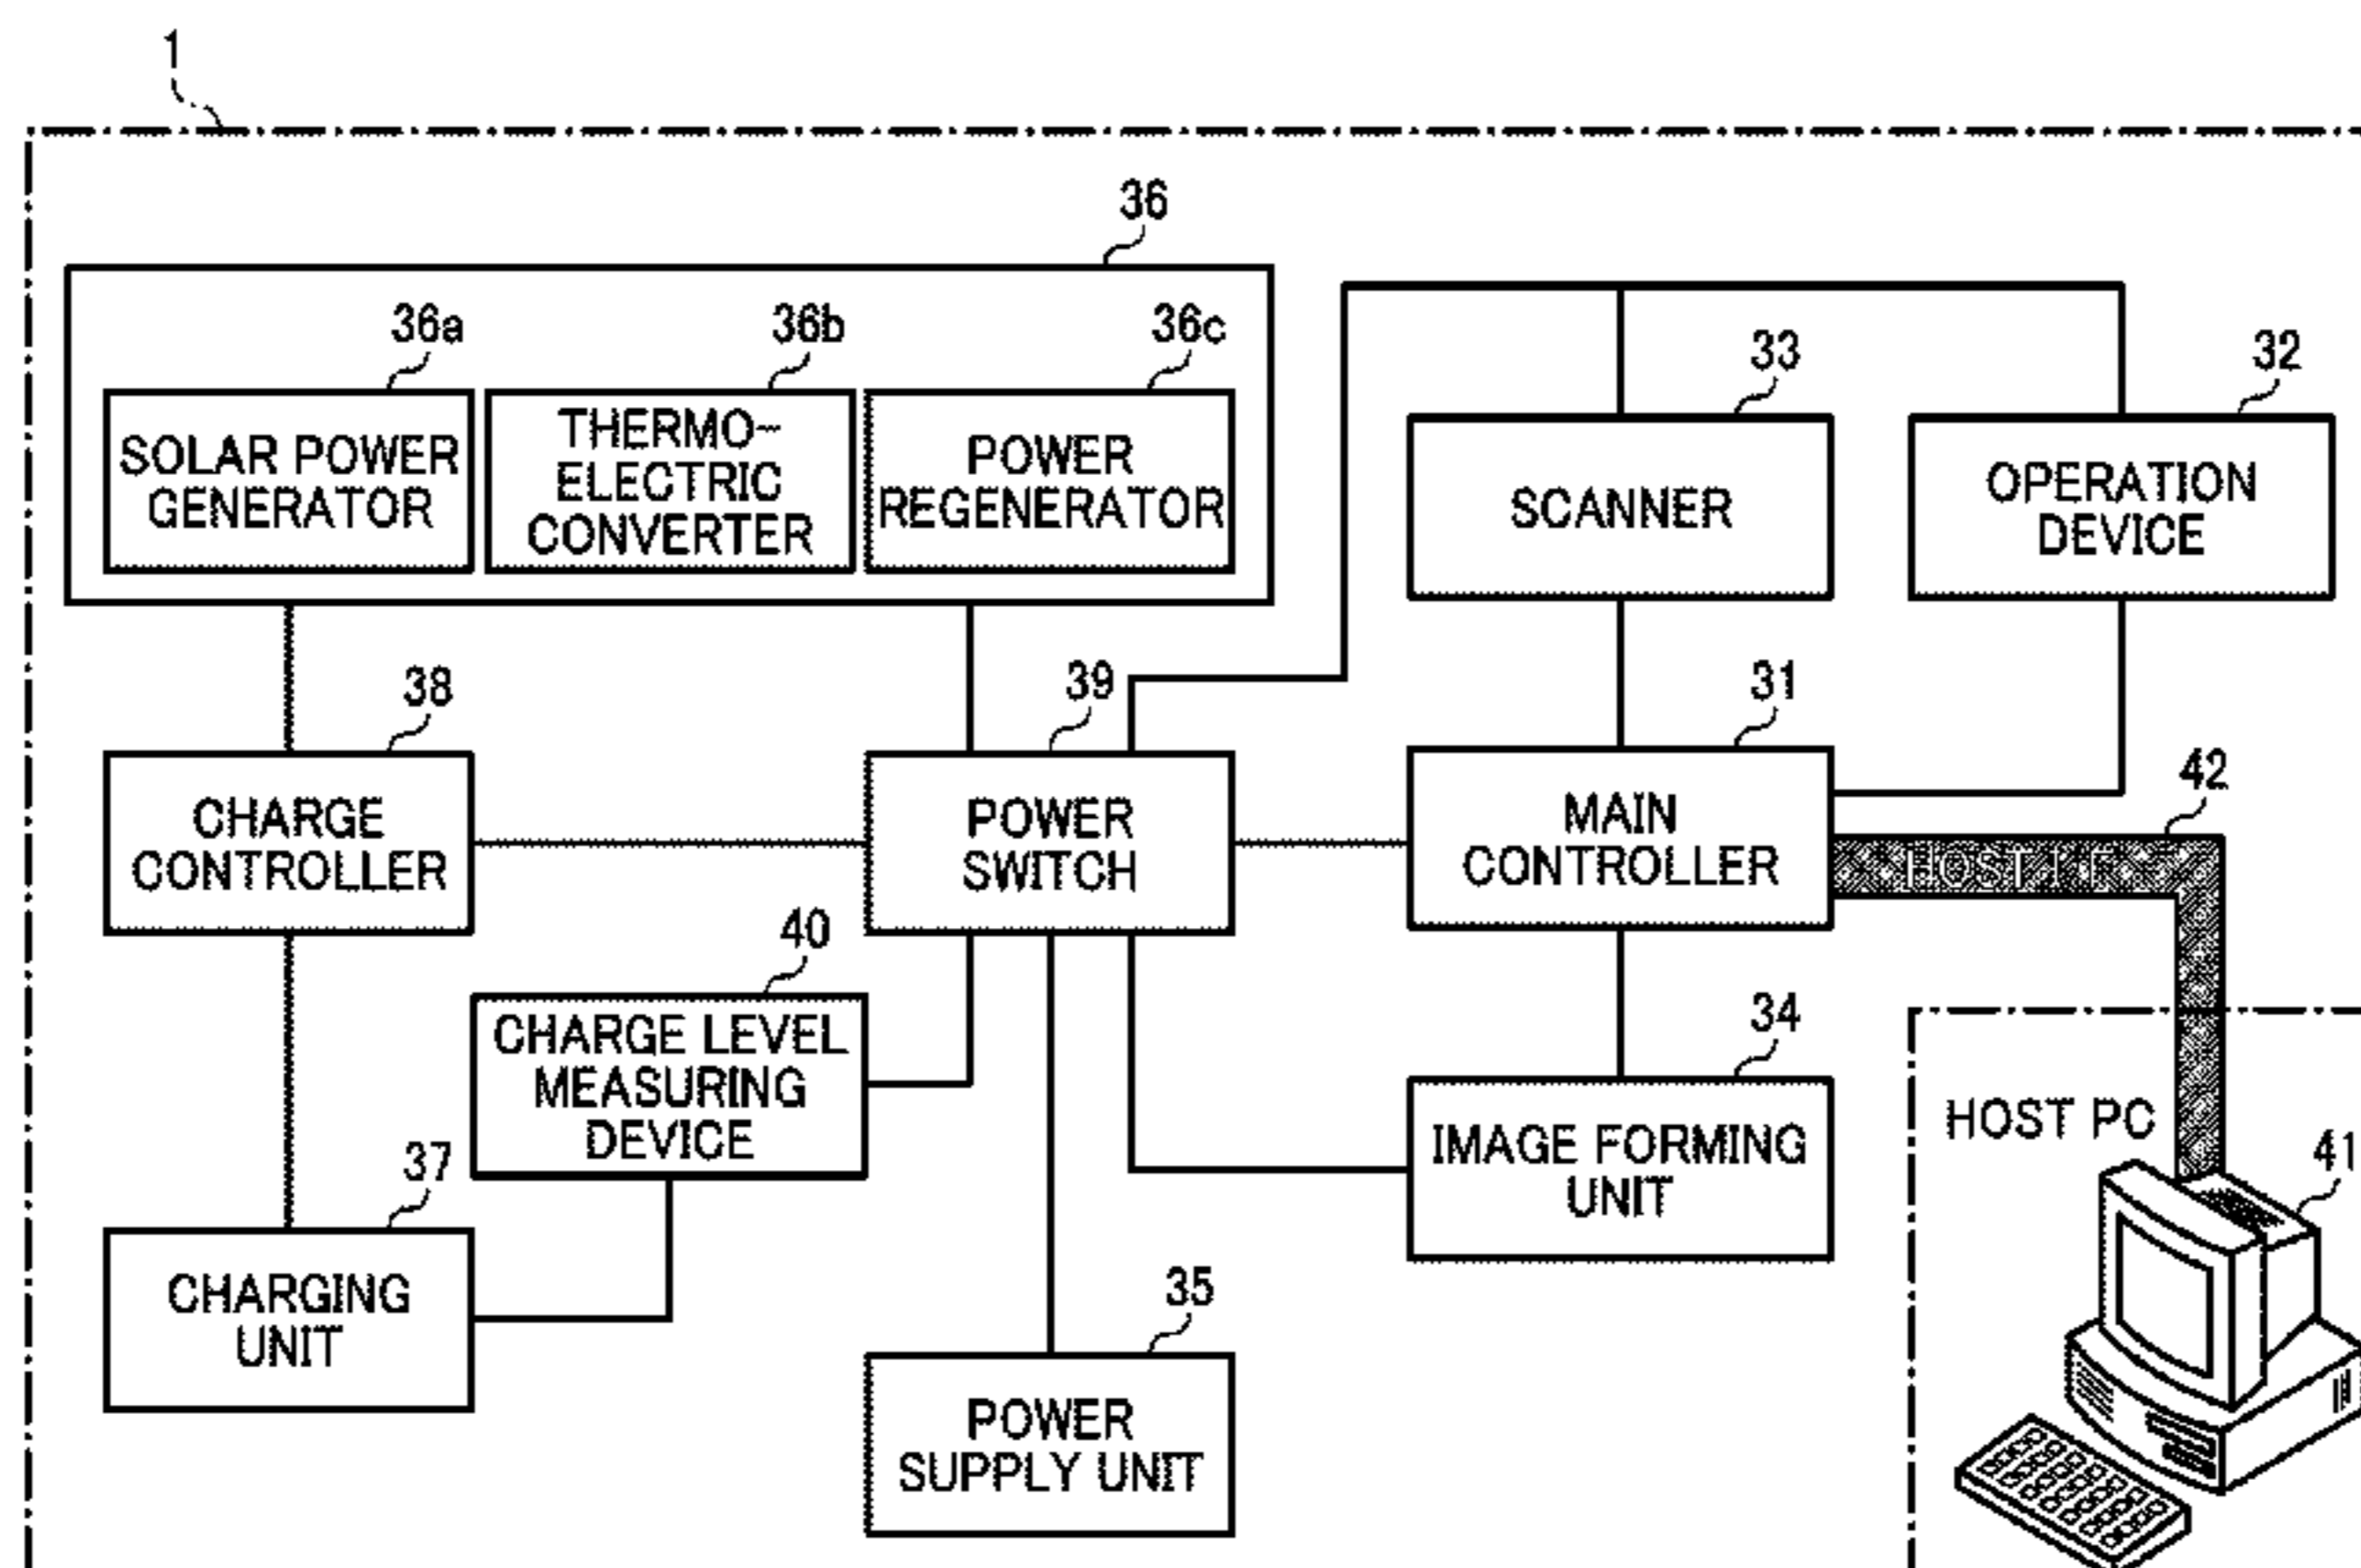 1
36
36a
36b
36c
33
32
SOLAR POWER
GENERATOR
THERMO-
ELECTRIC
CONVERTER
POWER
REGENERATOR
SCANNER
OPERATION
DEVICE
38
39
31
42
CHARGE
CONTROLLER
POWER
SWITCH
MAIN
CONTROLLER
HOST I/F
40
34
CHARGE LEVEL
MEASURING
DEVICE
HOST PC
IMAGE FORMING
UNIT
41
37
CHARGING
UNIT
35
POWER
SUPPLY UNIT